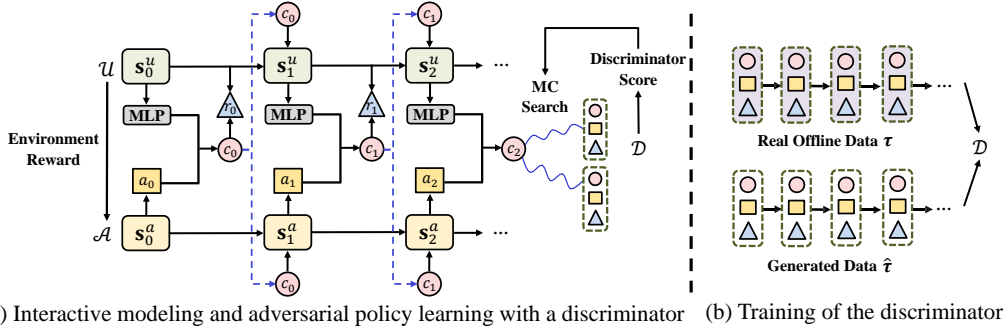 c₀ c₁
𝒰 s₀ᵘ s₁ᵘ s₂ᵘ ...
MLP r₀ MLP r₁ MLP
Environment
Reward
c₀ c₁ c₂
a₀ a₁ a₂
𝒜 s₀ᵃ s₁ᵃ s₂ᵃ ...
c₀ c₁
MC
Search
Discriminator
Score
𝒟
) Interactive modeling and adversarial policy learning with a discriminator
...
Real Offline Data τ
𝒟
...
Generated Data τ̂
(b) Training of the discriminator